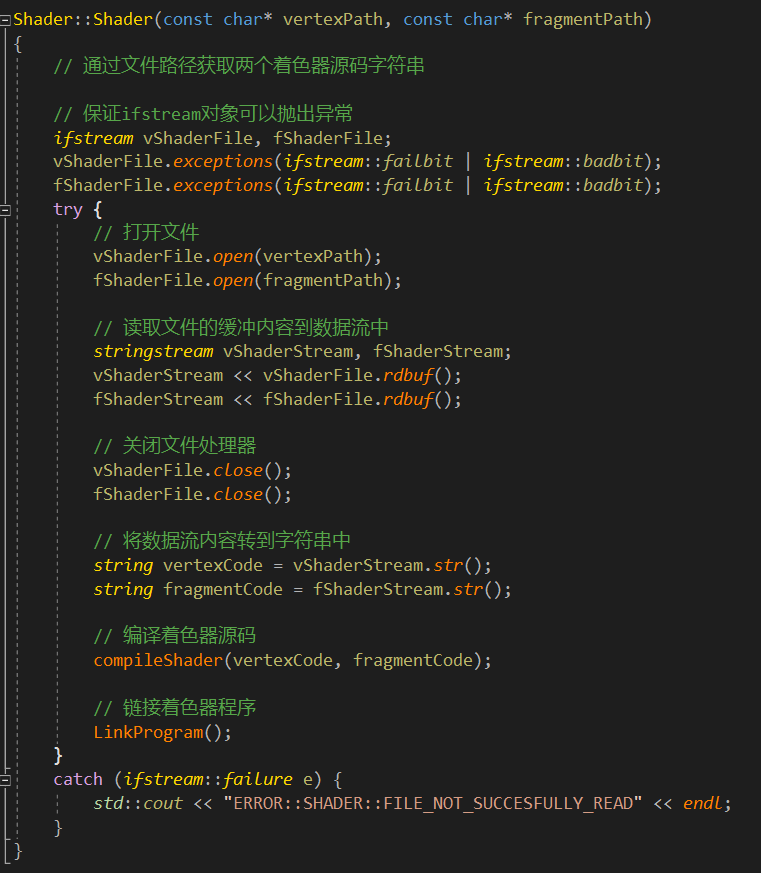 Shader::Shader(const char* vertexPath, const char* fragmentPath)
{
// 通过文件路径获取两个着色器源码字符串
// 保证ifstream对象可以抛出异常
ifstream vShaderFile, fShaderFile;
vShaderFile.exceptions(ifstream::failbit | ifstream::badbit);
fShaderFile.exceptions(ifstream::failbit | ifstream::badbit);
try {
// 打开文件
vShaderFile.open(vertexPath);
fShaderFile.open(fragmentPath);
// 读取文件的缓冲内容到数据流中
stringstream vShaderStream, fShaderStream;
vShaderStream << vShaderFile.rdbuf();
fShaderStream << fShaderFile.rdbuf();
// 关闭文件处理器
vShaderFile.close();
fShaderFile.close();
// 将数据流内容转到字符串中
string vertexCode = vShaderStream.str();
string fragmentCode = fShaderStream.str();
// 编译着色器源码
compileShader(vertexCode, fragmentCode);
// 链接着色器程序
LinkProgram();
}
catch (ifstream::failure e) {
std::cout << "ERROR::SHADER::FILE_NOT_SUCCESFULLY_READ" << endl;
}
}